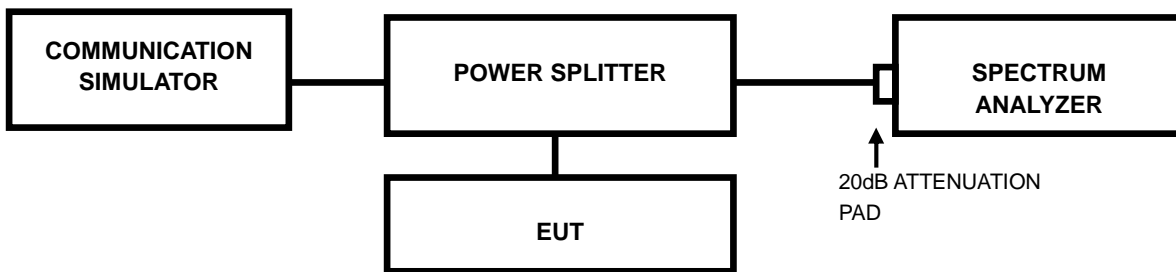 COMMUNICATION
SIMULATOR
POWER SPLITTER
SPECTRUM
ANALYZER
20dB ATTENUATION
PAD
EUT